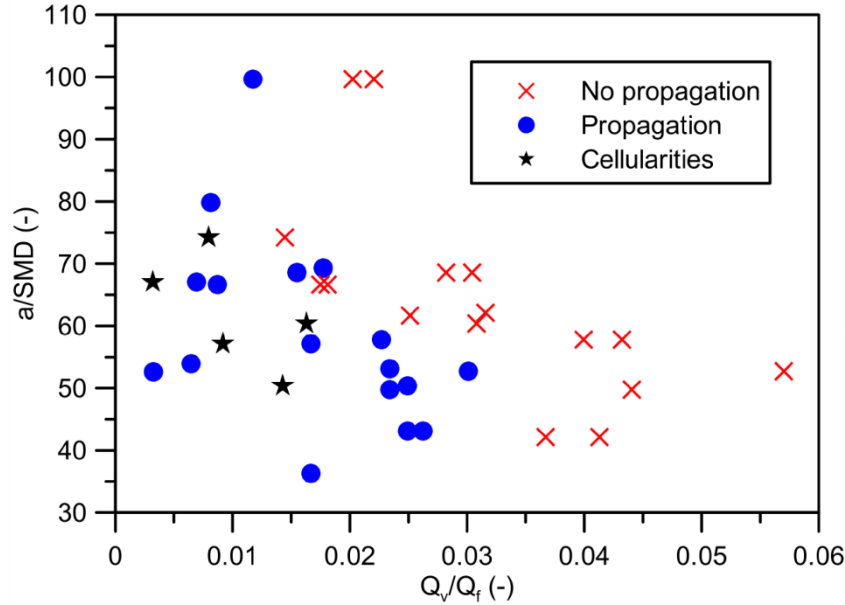 110
100
90
80
70
60
50
40
30
a/SMD (-)
No propagation
Propagation
Cellularities
0 0.01 0.02 0.03 0.04 0.05 0.06
Qᵥ/Q_f (-)